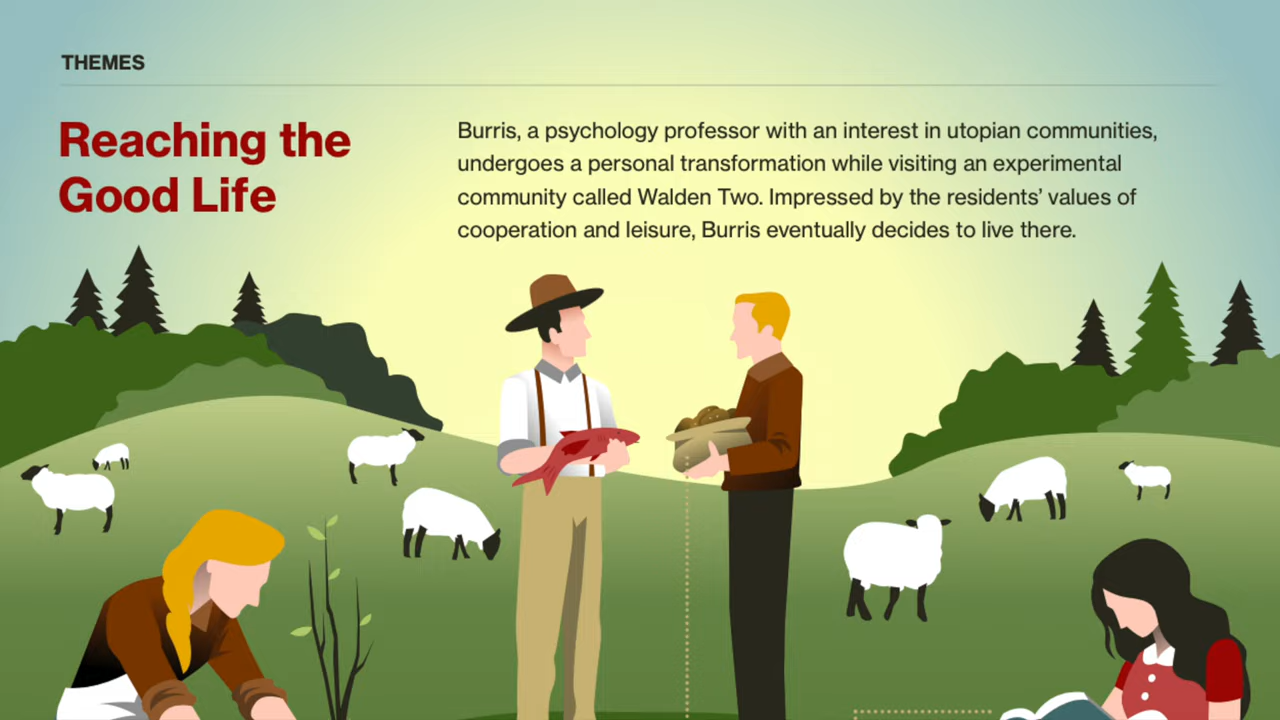 THEMES
Reaching the
Good Life
Burris, a psychology professor with an interest in utopian communities,
undergoes a personal transformation while visiting an experimental
community called Walden Two. Impressed by the residents’ values of
cooperation and leisure, Burris eventually decides to live there.